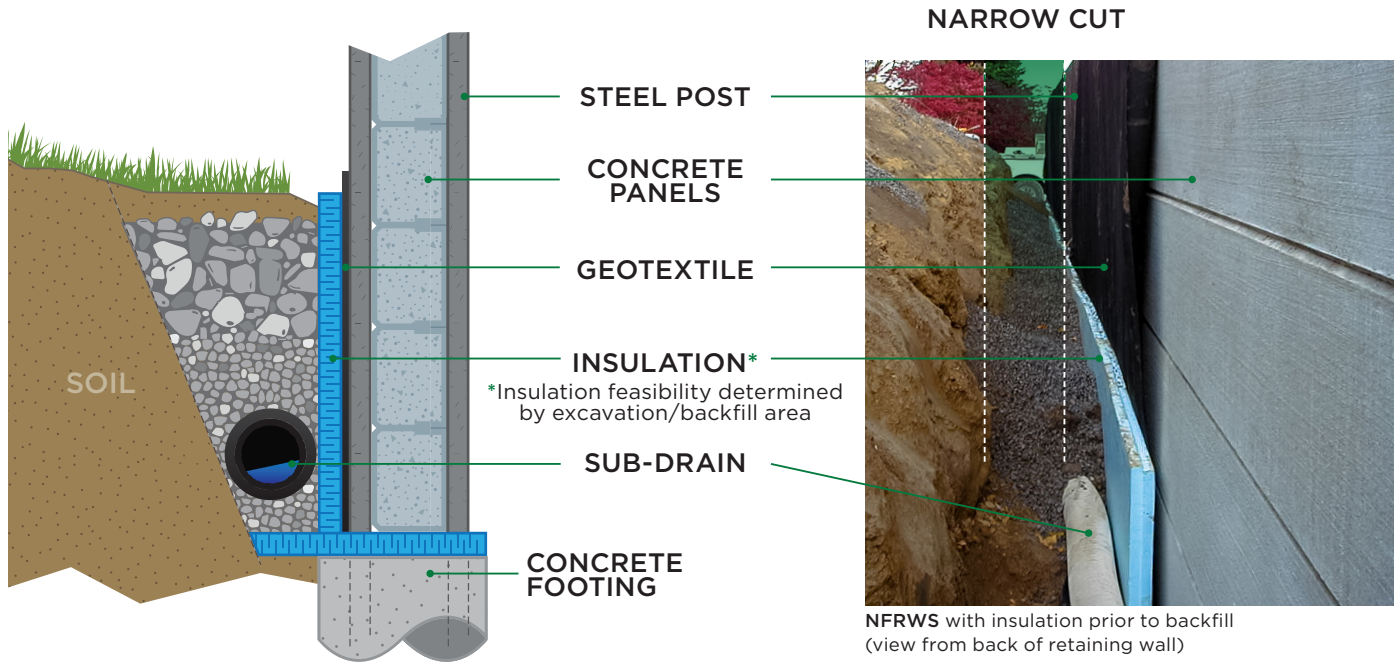 NARROW CUT
STEEL POST
CONCRETE
PANELS
GEOTEXTILE
INSULATION*
*Insulation feasibility determined
by excavation/backfill area
SOIL
SUB-DRAIN
CONCRETE
FOOTING
NFRWS with insulation prior to backfill
(view from back of retaining wall)